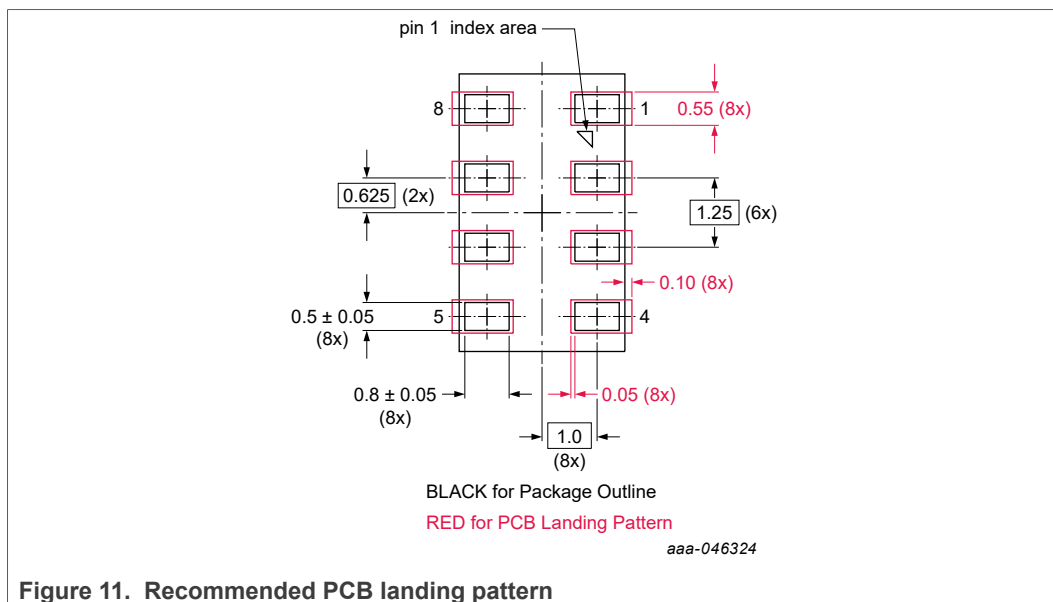 pin 1 index area
8
1
0.55 (8x)
0.625 (2x)
1.25 (6x)
0.10 (8x)
0.5 ± 0.05
(8x)
5
4
0.8 ± 0.05
(8x)
0.05 (8x)
1.0
(8x)
BLACK for Package Outline
RED for PCB Landing Pattern
aaa-046324
Figure 11. Recommended PCB landing pattern